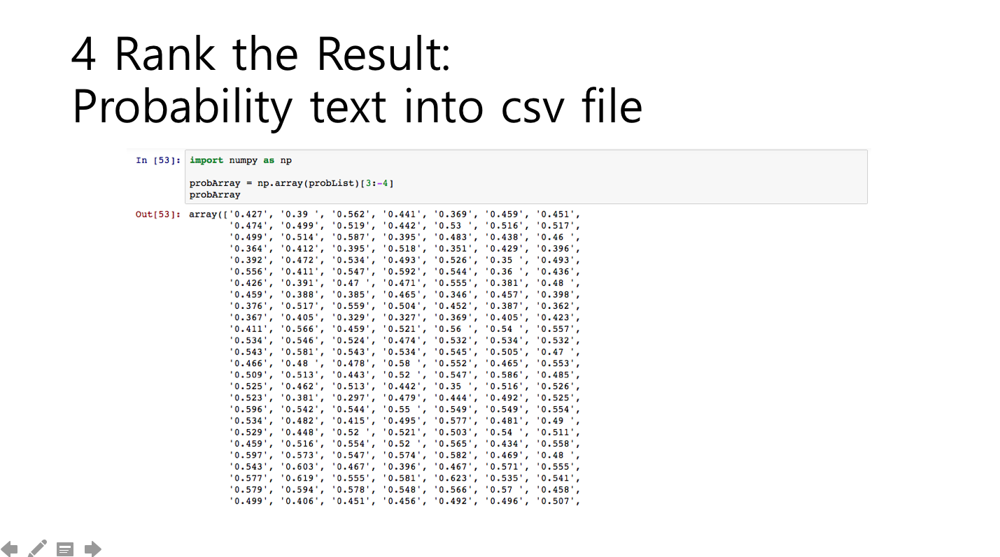 4 Rank the Result:
Probability text into csv file
In [53]: import numpy as np
probArray = np.array(probList)[3:-4]
probArray
Out[53]: array(['0.427', '0.39 ', '0.562', '0.441', '0.369', '0.459', '0.451',
'0.474', '0.499', '0.519', '0.442', '0.53 ', '0.516', '0.517',
'0.499', '0.514', '0.587', '0.395', '0.483', '0.438', '0.46 ',
'0.364', '0.412', '0.395', '0.518', '0.351', '0.429', '0.396',
'0.392', '0.472', '0.534', '0.493', '0.526', '0.35 ', '0.493',
'0.556', '0.411', '0.547', '0.592', '0.544', '0.36 ', '0.436',
'0.426', '0.391', '0.47 ', '0.471', '0.555', '0.381', '0.48 ',
'0.459', '0.388', '0.385', '0.465', '0.346', '0.457', '0.398',
'0.376', '0.517', '0.559', '0.504', '0.452', '0.387', '0.362',
'0.367', '0.405', '0.329', '0.327', '0.369', '0.405', '0.423',
'0.411', '0.566', '0.459', '0.521', '0.56 ', '0.54 ', '0.557',
'0.534', '0.546', '0.524', '0.474', '0.532', '0.534', '0.532',
'0.543', '0.581', '0.543', '0.534', '0.545', '0.505', '0.47 ',
'0.466', '0.48 ', '0.478', '0.58 ', '0.552', '0.465', '0.553',
'0.509', '0.513', '0.443', '0.52 ', '0.547', '0.586', '0.485',
'0.525', '0.462', '0.513', '0.442', '0.35 ', '0.516', '0.526',
'0.523', '0.381', '0.297', '0.479', '0.444', '0.492', '0.525',
'0.596', '0.542', '0.544', '0.55 ', '0.549', '0.549', '0.554',
'0.534', '0.482', '0.415', '0.495', '0.577', '0.481', '0.49 ',
'0.529', '0.448', '0.52 ', '0.521', '0.503', '0.54 ', '0.511',
'0.459', '0.516', '0.554', '0.52 ', '0.565', '0.434', '0.558',
'0.597', '0.573', '0.547', '0.574', '0.582', '0.469', '0.48 ',
'0.543', '0.603', '0.467', '0.396', '0.467', '0.571', '0.555',
'0.577', '0.619', '0.555', '0.581', '0.623', '0.535', '0.541',
'0.579', '0.594', '0.578', '0.548', '0.566', '0.57 ', '0.458',
'0.499', '0.406', '0.451', '0.456', '0.492', '0.496', '0.507',